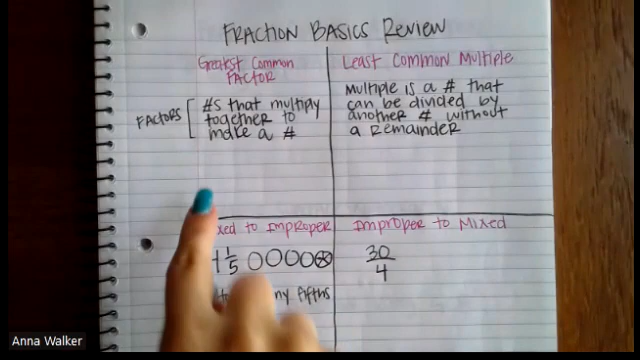 FRACTION BASICS REVIEW
Greatest Common
FACTOR
FACTORS
#s that multiply
together to
make a #
Least Common Multiple
Multiple is a # that
can be divided by
another # without
a remainder
xed to Improper
1/5
ny fifths
Improper to Mixed
30
4
Anna Walker